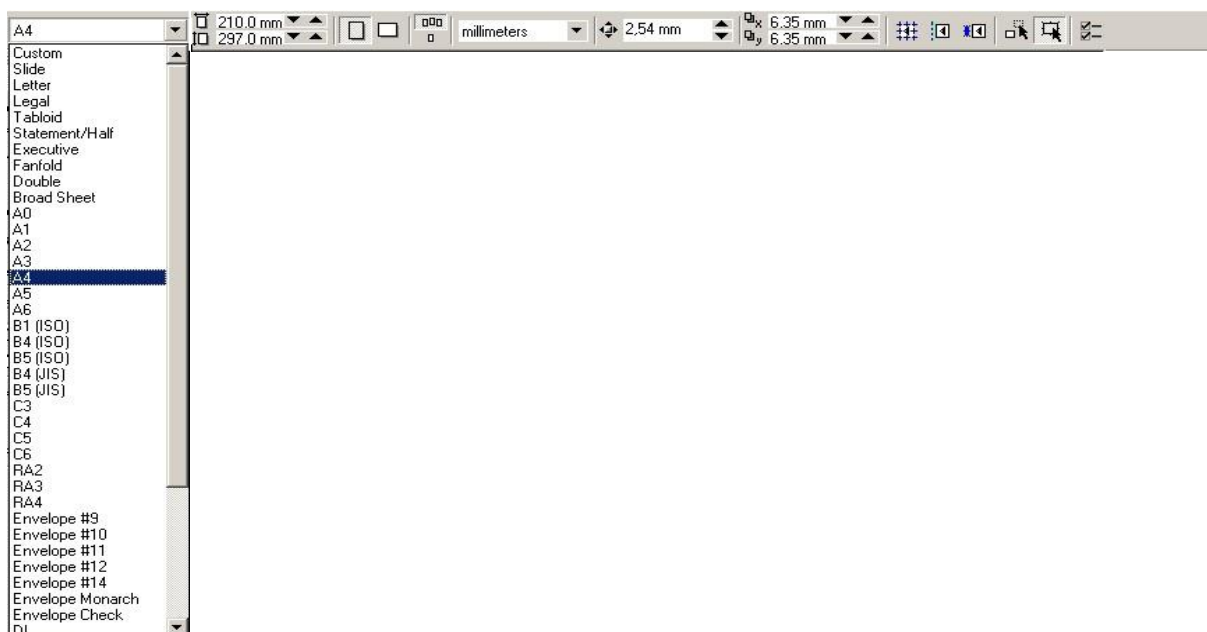 A4
210.0 mm
297.0 mm
millimeters
2,54 mm
x 6.35 mm
y 6.35 mm
Custom
Slide
Letter
Legal
Tabloid
Statement/Half
Executive
Fanfold
Double
Broad Sheet
A0
A1
A2
A3
A4
A5
A6
B1 (ISO)
B4 (ISO)
B5 (ISO)
B4 (JIS)
B5 (JIS)
C3
C4
C5
C6
RA2
RA3
RA4
Envelope #9
Envelope #10
Envelope #11
Envelope #12
Envelope #14
Envelope Monarch
Envelope Check